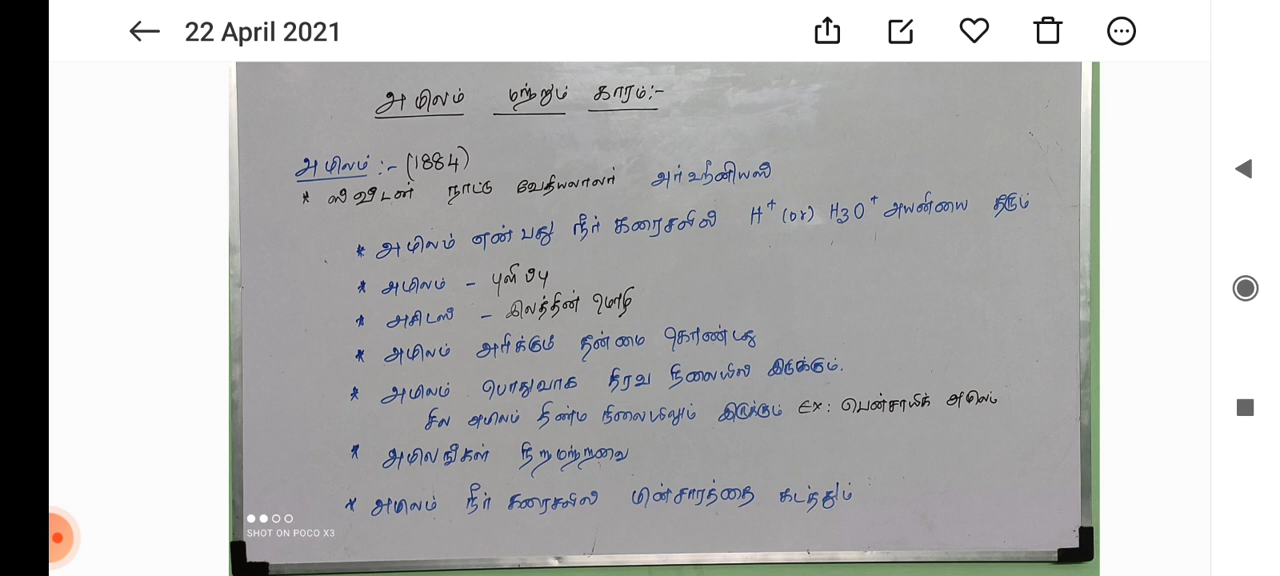 22 April 2021
அமிலம் மற்றும் காரம்:-
அமிலம்:- (1884)
* ஸ்வீடன் நாட்டு வேதியலாலர் அர்ஹீனியஸ்
* அமிலம் என்பது நீர் கரைசலில் H⁺ (or) H₃O⁺ அயனியை தரும்
* அமிலம் - புளிப்பு
* அசிடஸ் - இலத்தின் மொழி
* அமிலம் அரிக்கும் தன்மை கொண்டது
* அமிலம் பொதுவாக திரவ நிலையில் இருக்கும்.
சில அமிலம் திண்ம நிலையிலும் இருக்கும் Ex: பென்சாயிக் அமிலம்
* அமிலங்கள் நிறமற்றவை
* அமிலம் நீர் கரைசலில் மின்சாரத்தை கடத்தும்
SHOT ON POCO X3